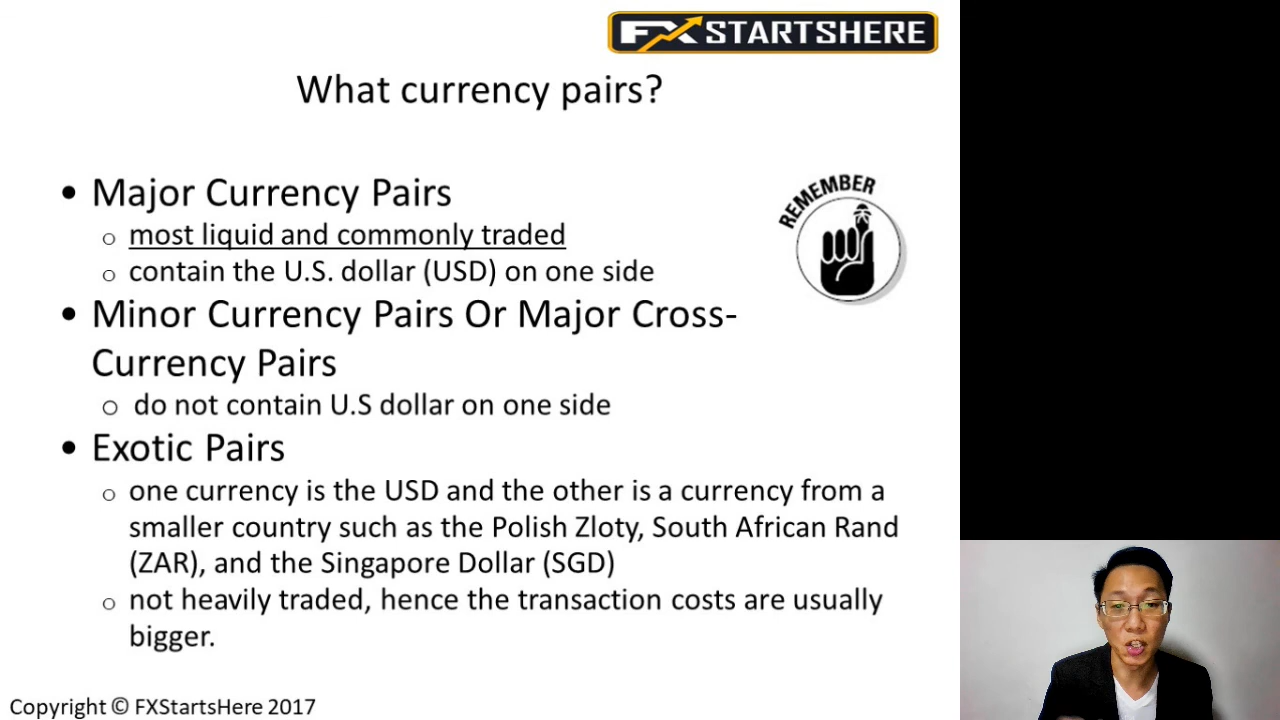 FX STARTSHERE
What currency pairs?
• Major Currency Pairs
REMEMBER
o most liquid and commonly traded
o contain the U.S. dollar (USD) on one side
• Minor Currency Pairs Or Major Cross-
Currency Pairs
o do not contain U.S dollar on one side
• Exotic Pairs
o one currency is the USD and the other is a currency from a
smaller country such as the Polish Zloty, South African Rand
(ZAR), and the Singapore Dollar (SGD)
o not heavily traded, hence the transaction costs are usually
bigger.
Copyright © FXStartsHere 2017